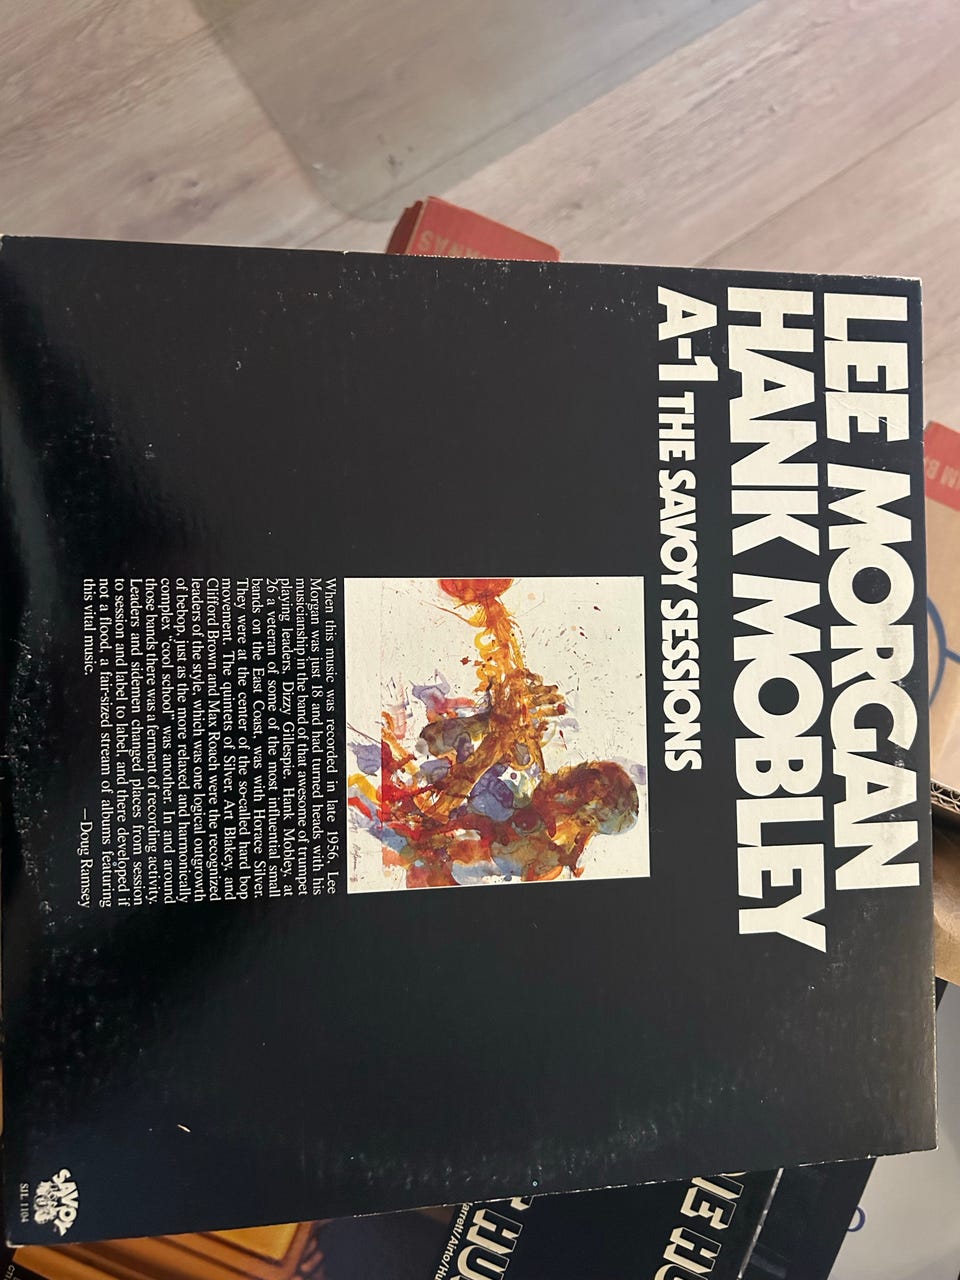 LEE MORGAN
HANK MOBLEY
A-1 THE SAVOY SESSIONS
When this music was recorded in late 1956, Lee
Morgan was just 18 and had turned heads with his
musicianship in the band of that awesome of trumpet
playing leaders, Dizzy Gillespie. Hank Mobley, at
26 a veteran of some of the most influential small
bands on the East Coast, was with Horace Silver.
They were at the center of the so-called hard bop
movement. The quintets of Silver, Art Blakey, and
Clifford Brown and Max Roach were the recognized
leaders of the style, which was one logical outgrowth
of bebop, just as the more relaxed and harmonically
complex "cool school" was another. In and around
those bands there was a ferment of recording activity.
Leaders and sidemen changed places from session
to session and label to label, and there developed if
not a flood, a fair-sized stream of albums featuring
this vital music.
—Doug Ramsey
SAVOY
SJL 1104